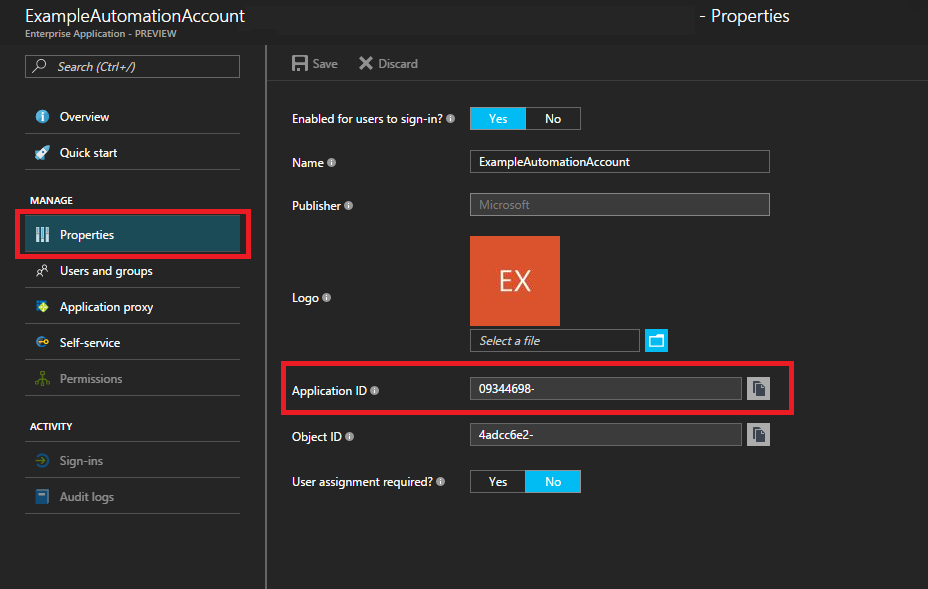 ExampleAutomationAccount - Properties
Enterprise Application - PREVIEW
Search (Ctrl+/)
Overview
Quick start
MANAGE
Properties
Users and groups
Application proxy
Self-service
Permissions
ACTIVITY
Sign-ins
Audit logs
Save Discard
Enabled for users to sign-in? Yes No
Name ExampleAutomationAccount
Publisher Microsoft
Logo EX
Select a file
Application ID 09344698-
Object ID 4adcc6e2-
User assignment required? Yes No